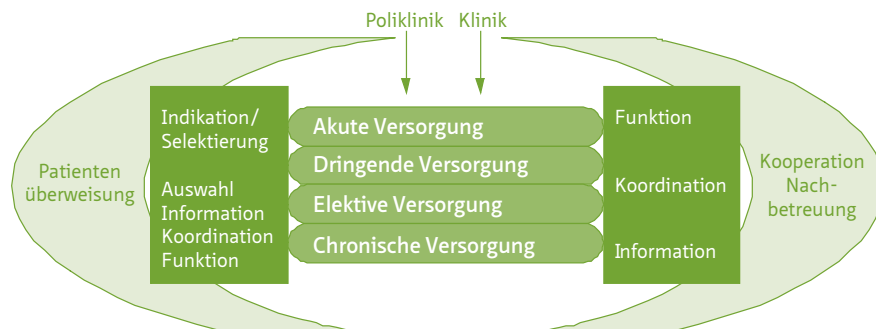 Poliklinik Klinik
Patienten
überweisung
Indikation/
Selektierung
Auswahl
Information
Koordination
Funktion
Akute Versorgung
Dringende Versorgung
Elektive Versorgung
Chronische Versorgung
Funktion
Koordination
Information
Kooperation
Nach-
betreuung